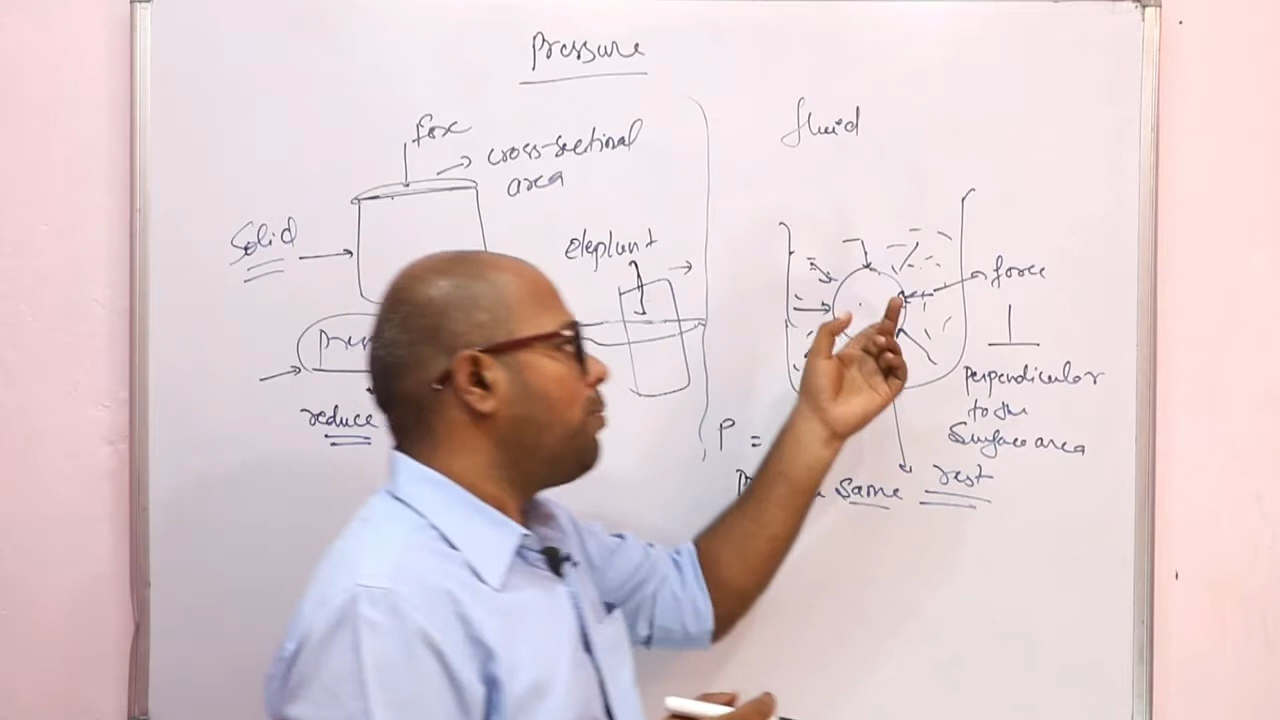 Pressure
force
cross-sectional
area
Solid
elephant
reduce
fluid
force
perpendicular
to the
Surface area
P =
Same rest